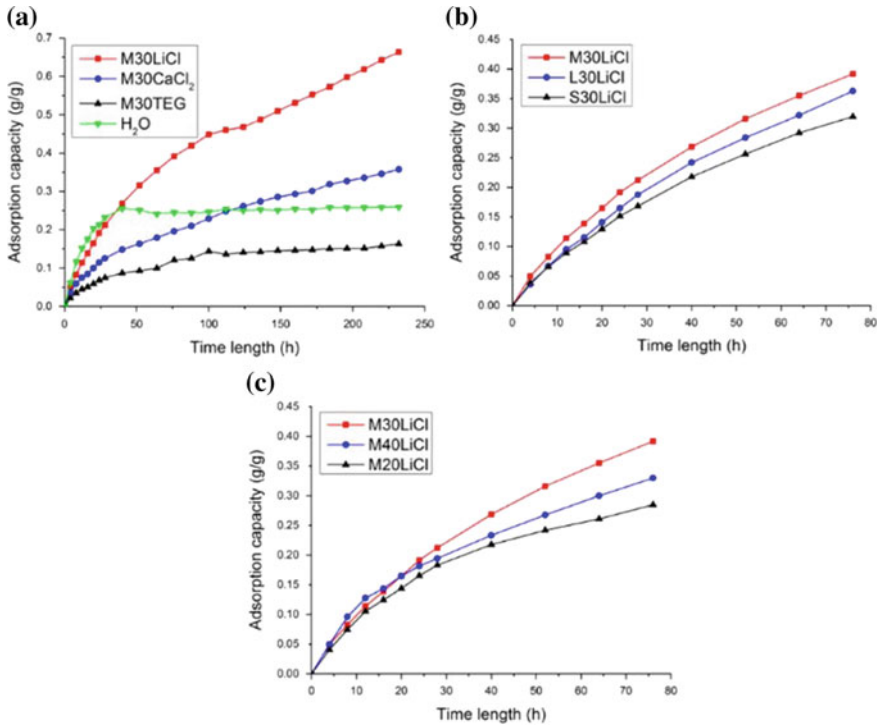 (a)
0.7
0.6
0.5
0.4
0.3
0.2
0.1
0.0
Adsorption capacity (g/g)
M30LiCl
M30CaCl₂
M30TEG
H₂O
0 50 100 150 200 250
Time length (h)
(b)
0.45
0.40
0.35
0.30
0.25
0.20
0.15
0.10
0.05
0.00
Adsorption capacity (g/g)
M30LiCl
L30LiCl
S30LiCl
0 10 20 30 40 50 60 70 80
Time length (h)
(c)
0.45
0.40
0.35
0.30
0.25
0.20
0.15
0.10
0.05
0.00
Adsorption capacity (g/g)
M30LiCl
M40LiCl
M20LiCl
0 10 20 30 40 50 60 70 80
Time length (h)